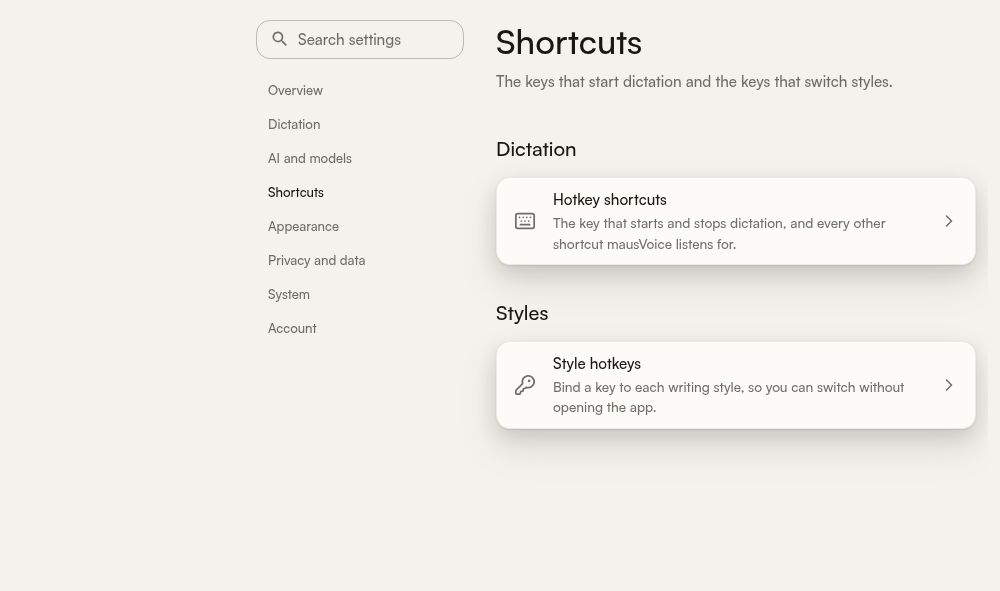 Search settings
Overview
Dictation
AI and models
Shortcuts
Appearance
Privacy and data
System
Account
Shortcuts
The keys that start dictation and the keys that switch styles.
Dictation
Hotkey shortcuts
The key that starts and stops dictation, and every other
shortcut mausVoice listens for.
Styles
Style hotkeys
Bind a key to each writing style, so you can switch without
opening the app.